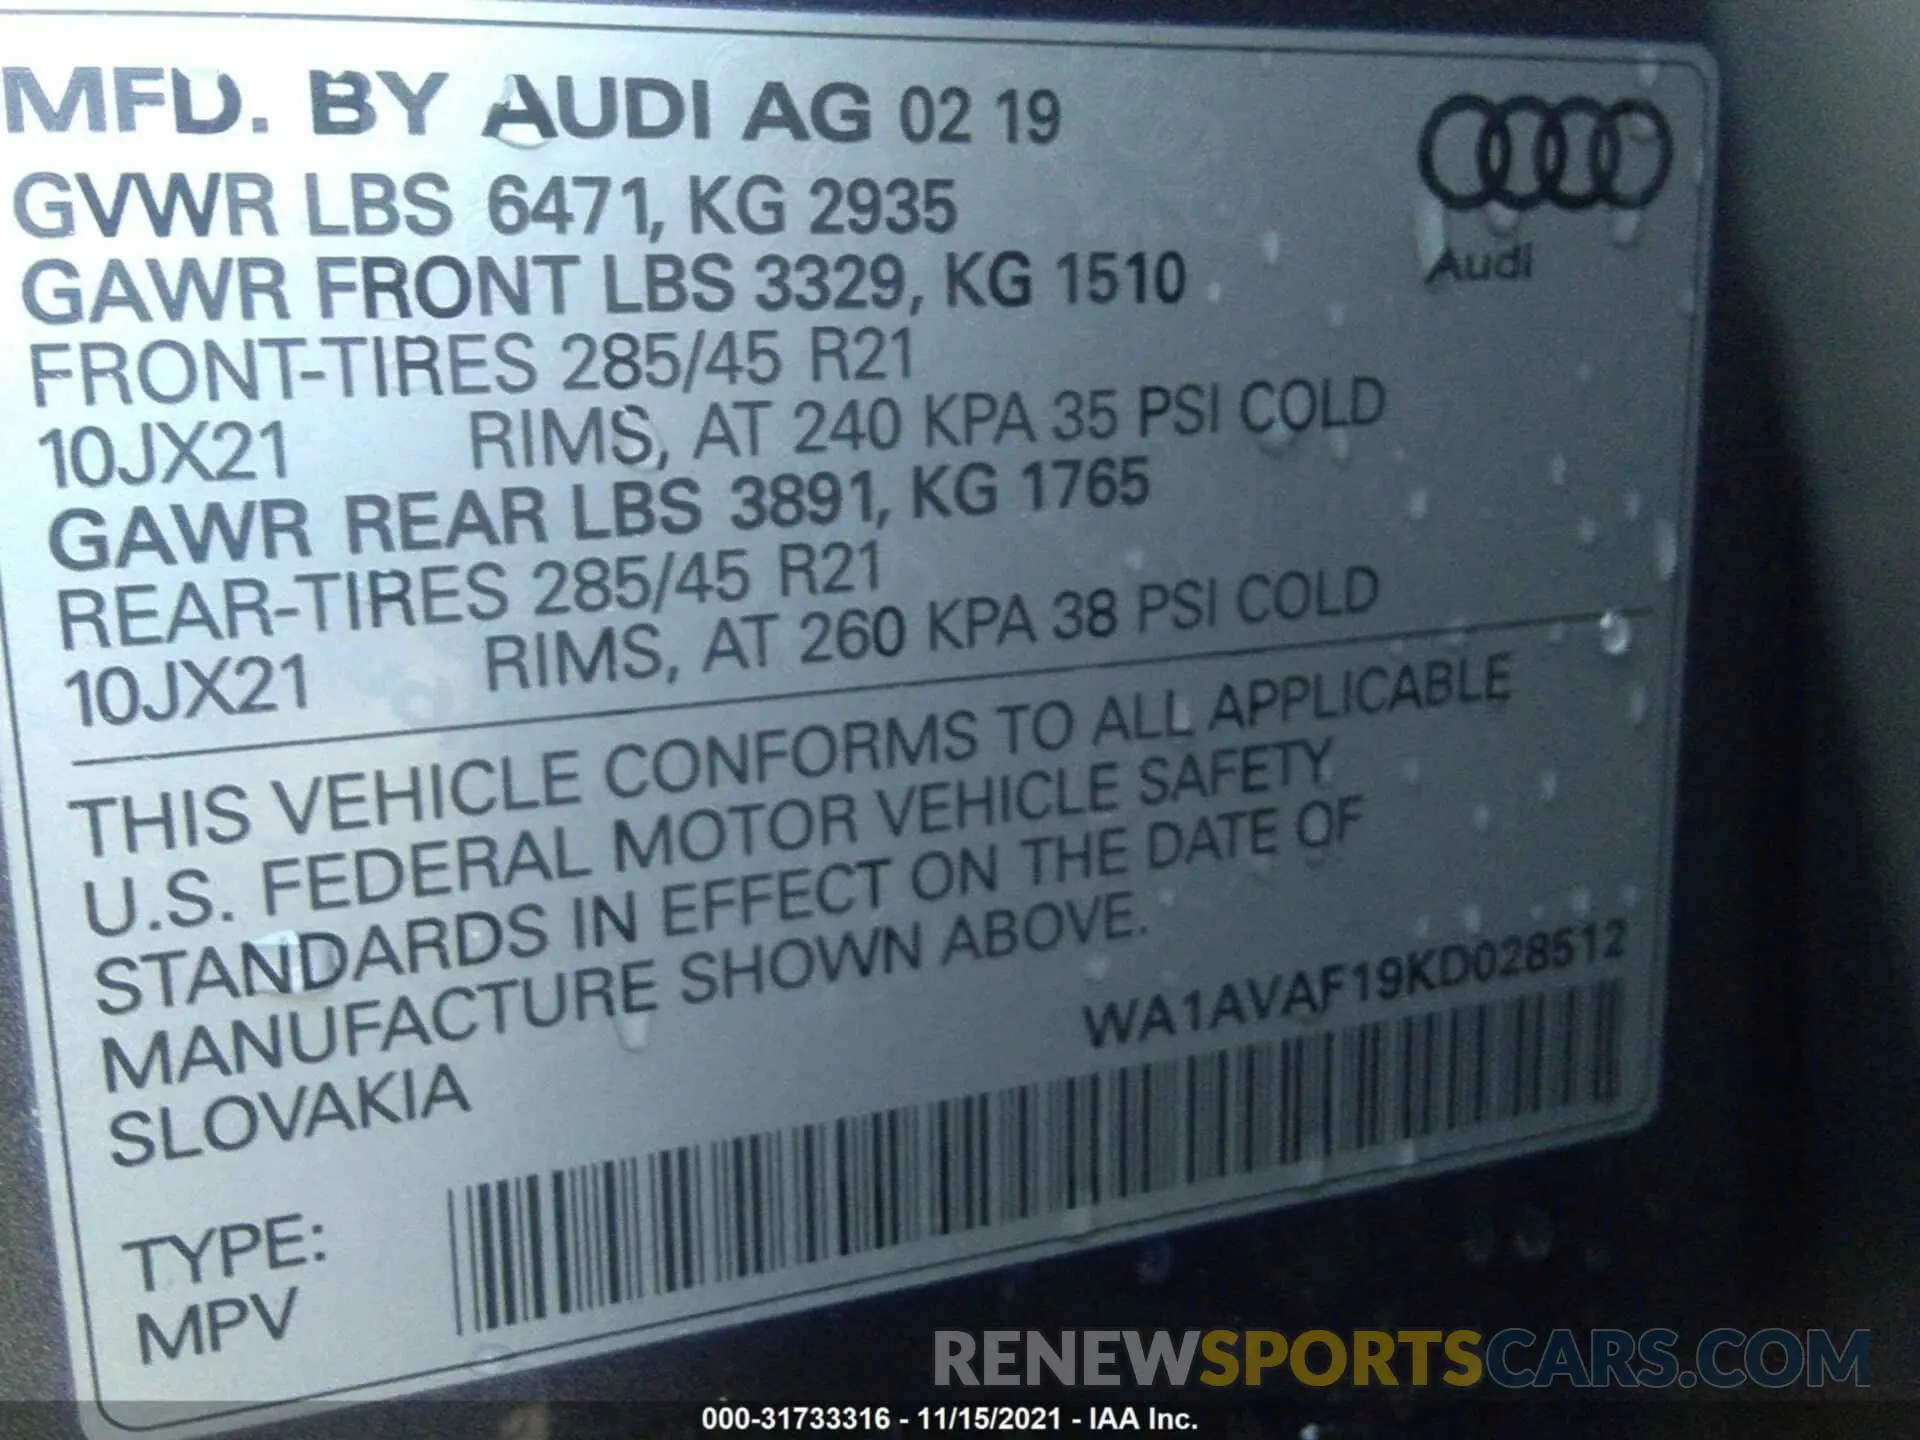 MFD. BY AUDI AG 02 19
GVWR LBS 6471, KG 2935
GAWR FRONT LBS 3329, KG 1510
Audi
FRONT-TIRES 285/45 R21
10JX21 RIMS, AT 240 KPA 35 PSI COLD
GAWR REAR LBS 3891, KG 1765
REAR-TIRES 285/45 R21
10JX21 RIMS, AT 260 KPA 38 PSI COLD
THIS VEHICLE CONFORMS TO ALL APPLICABLE
U.S. FEDERAL MOTOR VEHICLE SAFETY
STANDARDS IN EFFECT ON THE DATE OF
MANUFACTURE SHOWN ABOVE.
SLOVAKIA
WA1AVAF19KD028512
TYPE:
MPV
RENEWSPORTSCARS.COM
000-31733316 - 11/15/2021 - IAA Inc.